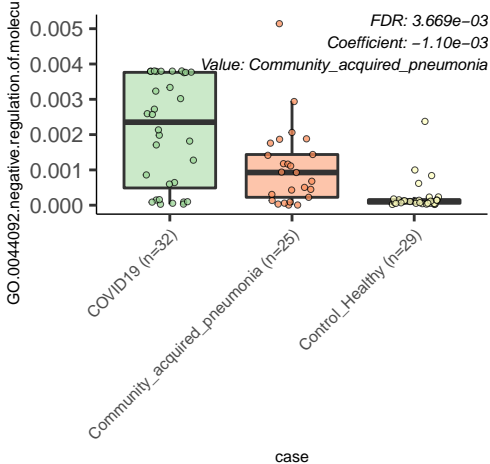 FDR: 3.669e−03
Coefficient: −1.10e−03
Value: Community_acquired_pneumonia
GO.0044092.negative.regulation.of.molecu
0.005
0.004
0.003
0.002
0.001
0.000
COVID19 (n=32)
Community_acquired_pneumonia (n=25)
Control_Healthy (n=29)
case